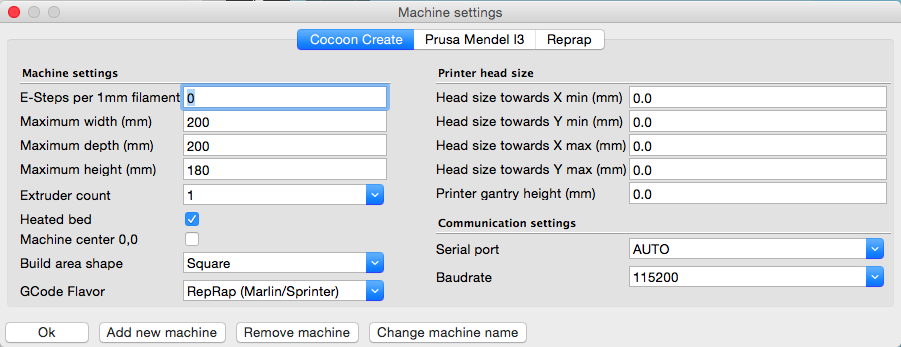 Machine settings
Cocoon Create Prusa Mendel I3 Reprap
Machine settings
E-Steps per 1mm filament 0
Maximum width (mm) 200
Maximum depth (mm) 200
Maximum height (mm) 180
Extruder count 1
Heated bed
Machine center 0,0
Build area shape Square
GCode Flavor RepRap (Marlin/Sprinter)
Printer head size
Head size towards X min (mm) 0.0
Head size towards Y min (mm) 0.0
Head size towards X max (mm) 0.0
Head size towards Y max (mm) 0.0
Printer gantry height (mm) 0.0
Communication settings
Serial port AUTO
Baudrate 115200
Ok Add new machine Remove machine Change machine name